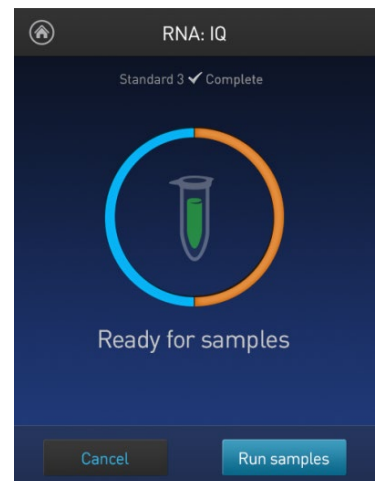 RNA: IQ
Standard 3 ✔ Complete
Ready for samples
Cancel
Run samples